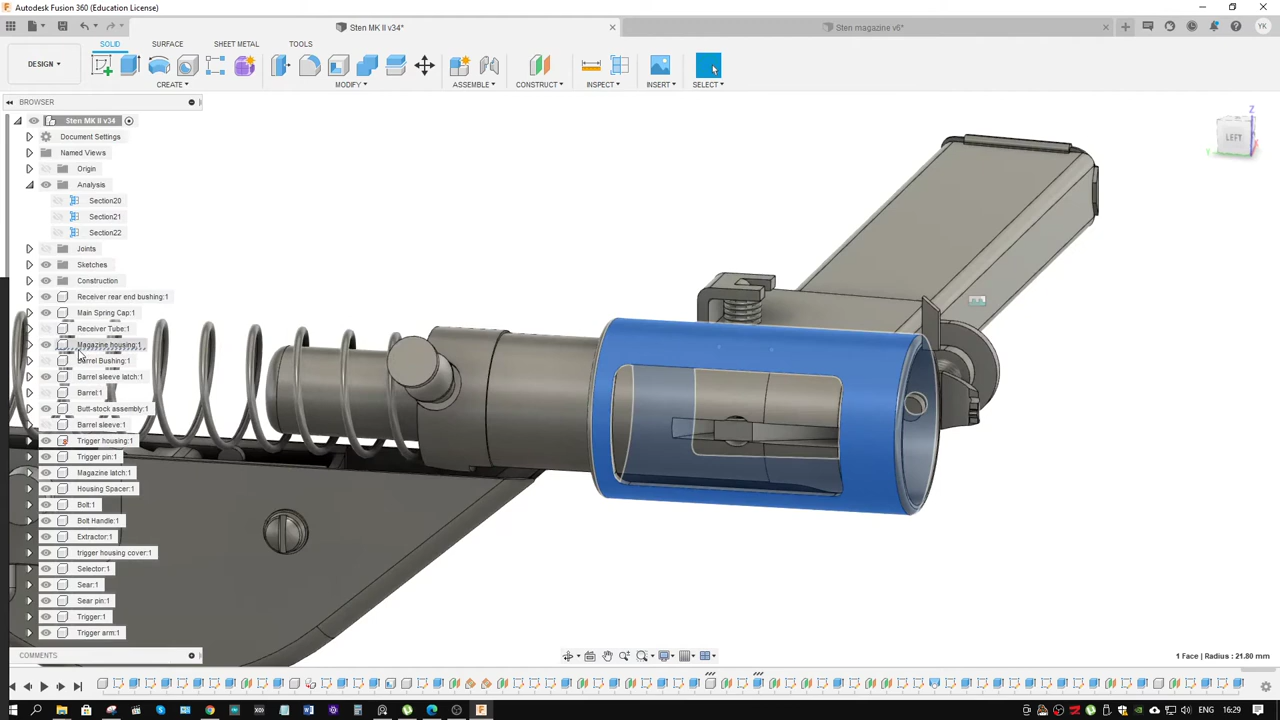 Autodesk Fusion 360 (Education License)
Sten MK II v34*
Sten magazine v6*
YK
SOLID SURFACE SHEET METAL TOOLS
DESIGN ▾
CREATE ▾ MODIFY ▾ ASSEMBLE ▾ CONSTRUCT ▾ INSPECT ▾ INSERT ▾ SELECT ▾
BROWSER
Sten MK II v34
Document Settings
Named Views
Origin
Analysis
Section20
Section21
Section22
Joints
Sketches
Construction
Receiver rear end bushing:1
Main Spring Cap:1
Receiver Tube:1
Magazine housing:1
Barrel Bushing:1
Barrel sleeve latch:1
Barrel:1
Butt-stock assembly:1
Barrel sleeve:1
Trigger housing:1
Trigger pin:1
Magazine latch:1
Housing Spacer:1
Bolt:1
Bolt Handle:1
Extractor:1
trigger housing cover:1
Selector:1
Sear:1
Sear pin:1
Trigger:1
Trigger arm:1
LEFT
Z
Y
COMMENTS
1 Face | Radius : 21.80 mm
ENG 16:29